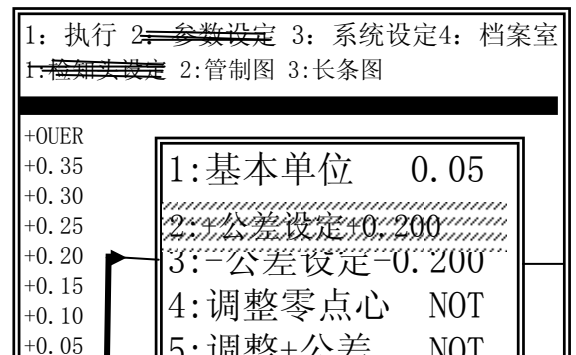 1: 执行 2: 参数设定 3: 系统设定4: 档案室
1:检知头设定 2:管制图 3:长条图
+OUER
+0.35
+0.30
+0.25
+0.20
+0.15
+0.10
+0.05
1:基本单位 0.05
2:+公差设定+0.200
3:-公差设定-0.200
4:调整零点心 NOT
5:调整+公差 NOT